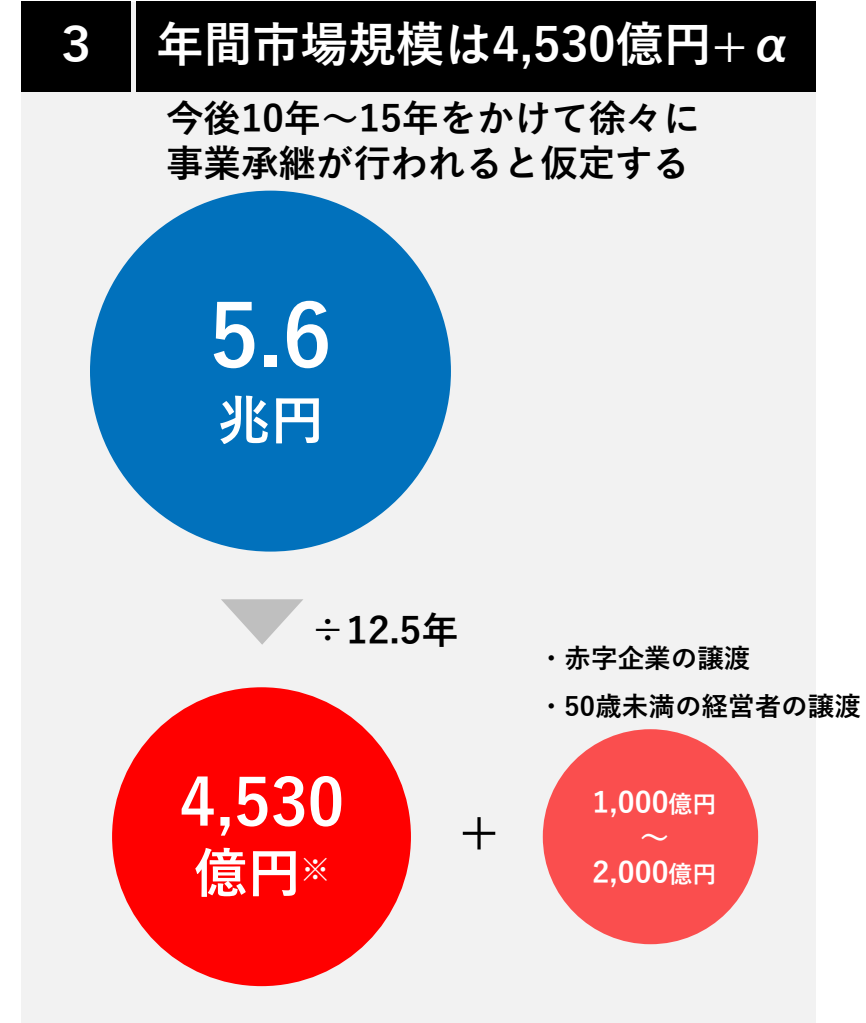 3
年間市場規模は4,530億円＋α
今後10年～15年をかけて徐々に
事業承継が行われると仮定する
5.6
兆円
÷12.5年
・赤字企業の譲渡
・50歳未満の経営者の譲渡
4,530
億円※
＋
1,000億円
～
2,000億円